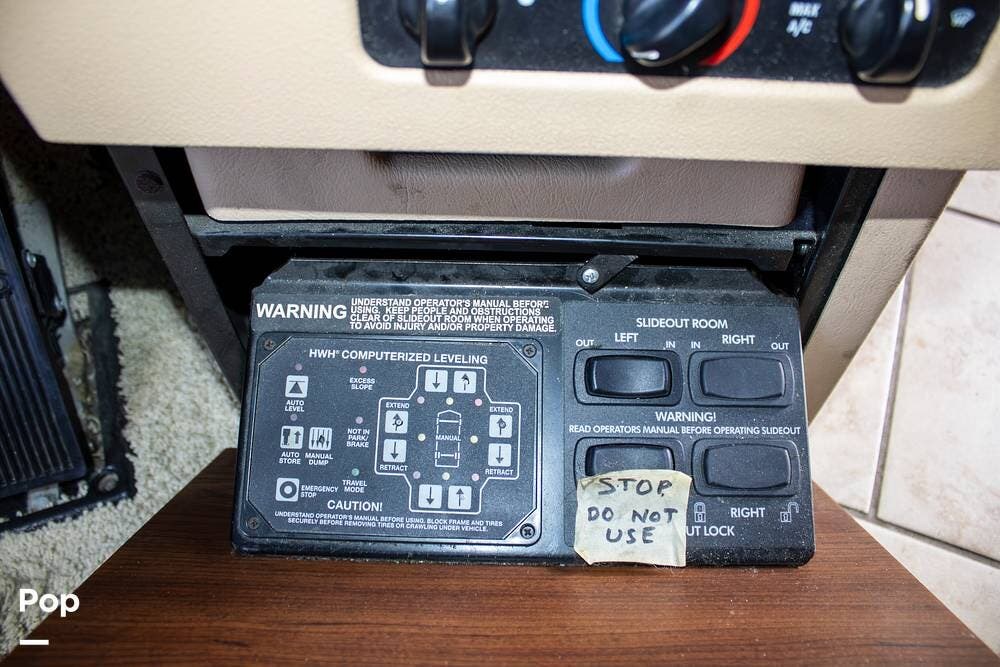 MAX
A/C
WARNING
UNDERSTAND OPERATOR'S MANUAL BEFORE
USING. KEEP PEOPLE AND OBSTRUCTIONS
CLEAR OF SLIDEOUT ROOM WHEN OPERATING
TO AVOID INJURY AND/OR PROPERTY DAMAGE.
HWH® COMPUTERIZED LEVELING
AUTO
LEVEL
EXCESS
SLOPE
AUTO
STORE
MANUAL
DUMP
NOT IN
PARK/
BRAKE
EXTEND
RETRACT
MANUAL
EXTEND
RETRACT
EMERGENCY
STOP
TRAVEL
MODE
CAUTION!
UNDERSTAND OPERATOR'S MANUAL BEFORE USING. BLOCK FRAME AND TIRES
SECURELY BEFORE REMOVING TIRES OR CRAWLING UNDER VEHICLE.
SLIDEOUT ROOM
OUT LEFT IN IN RIGHT OUT
WARNING!
READ OPERATORS MANUAL BEFORE OPERATING SLIDEOUT
STOP
DO NOT
USE
RIGHT
UT LOCK
Pop